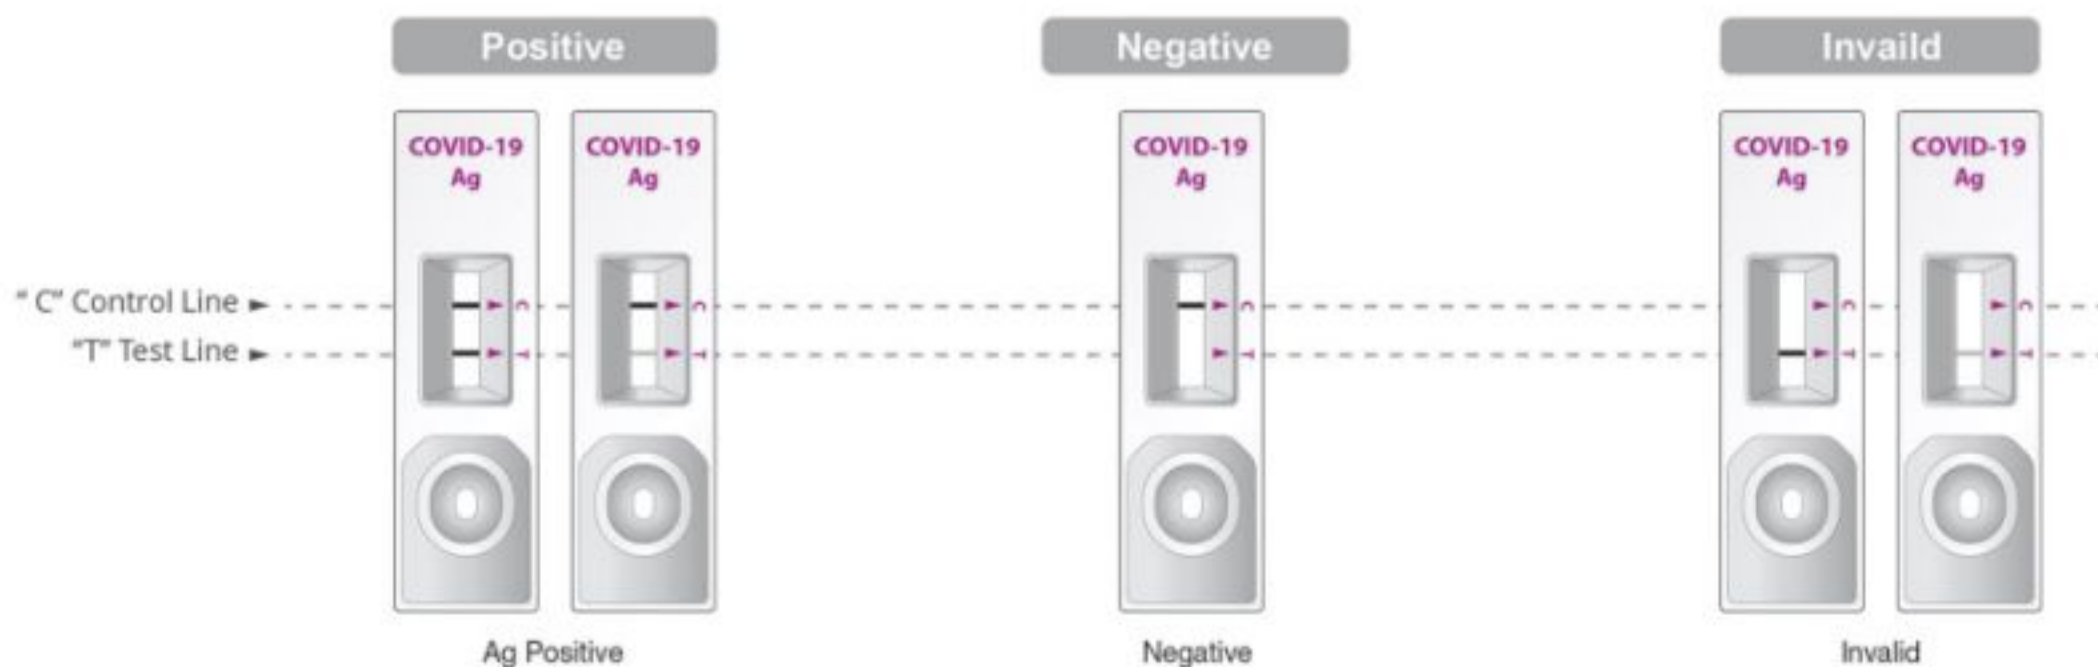 Positive
Negative
Invaild
COVID-19
Ag
COVID-19
Ag
COVID-19
Ag
COVID-19
Ag
COVID-19
Ag
" C" Control Line ►
C
C
C
C
C
"T" Test Line ►
T
T
T
T
T
Ag Positive
Negative
Invalid